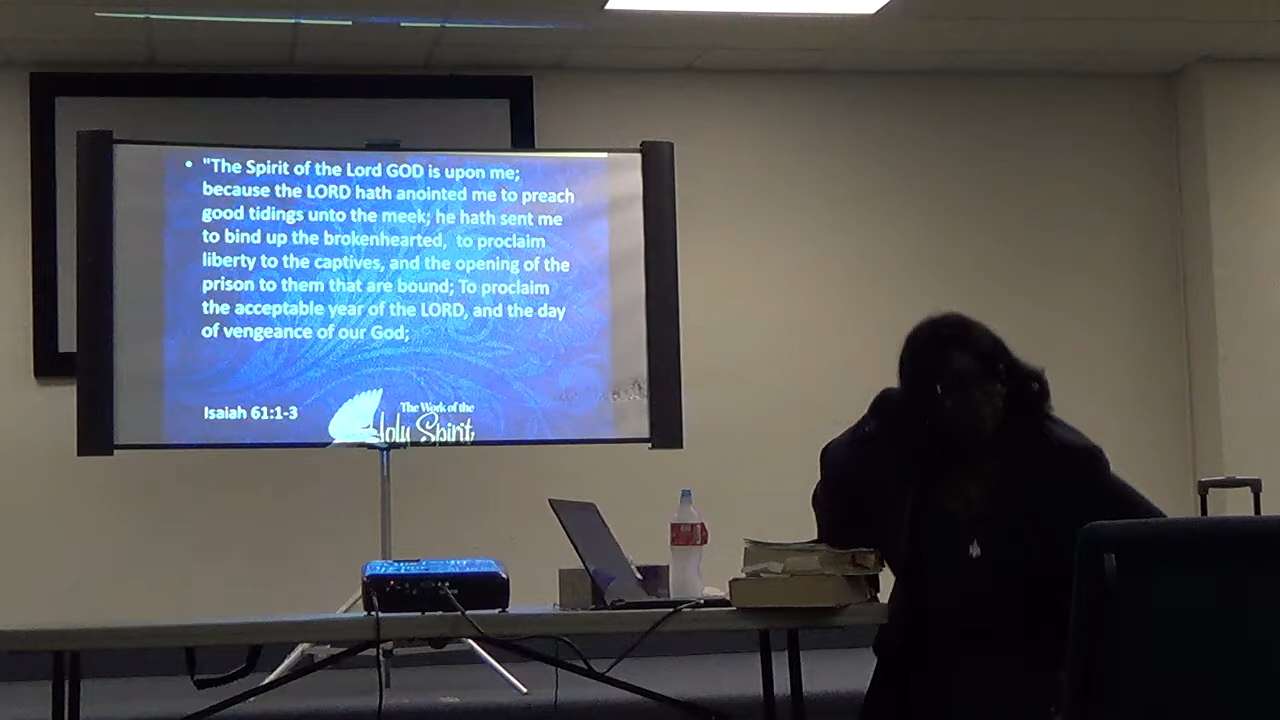 • "The Spirit of the Lord GOD is upon me;
because the LORD hath anointed me to preach
good tidings unto the meek; he hath sent me
to bind up the brokenhearted, to proclaim
liberty to the captives, and the opening of the
prison to them that are bound; To proclaim
the acceptable year of the LORD, and the day
of vengeance of our God;
Isaiah 61:1-3
The Work of the
Holy Spirit